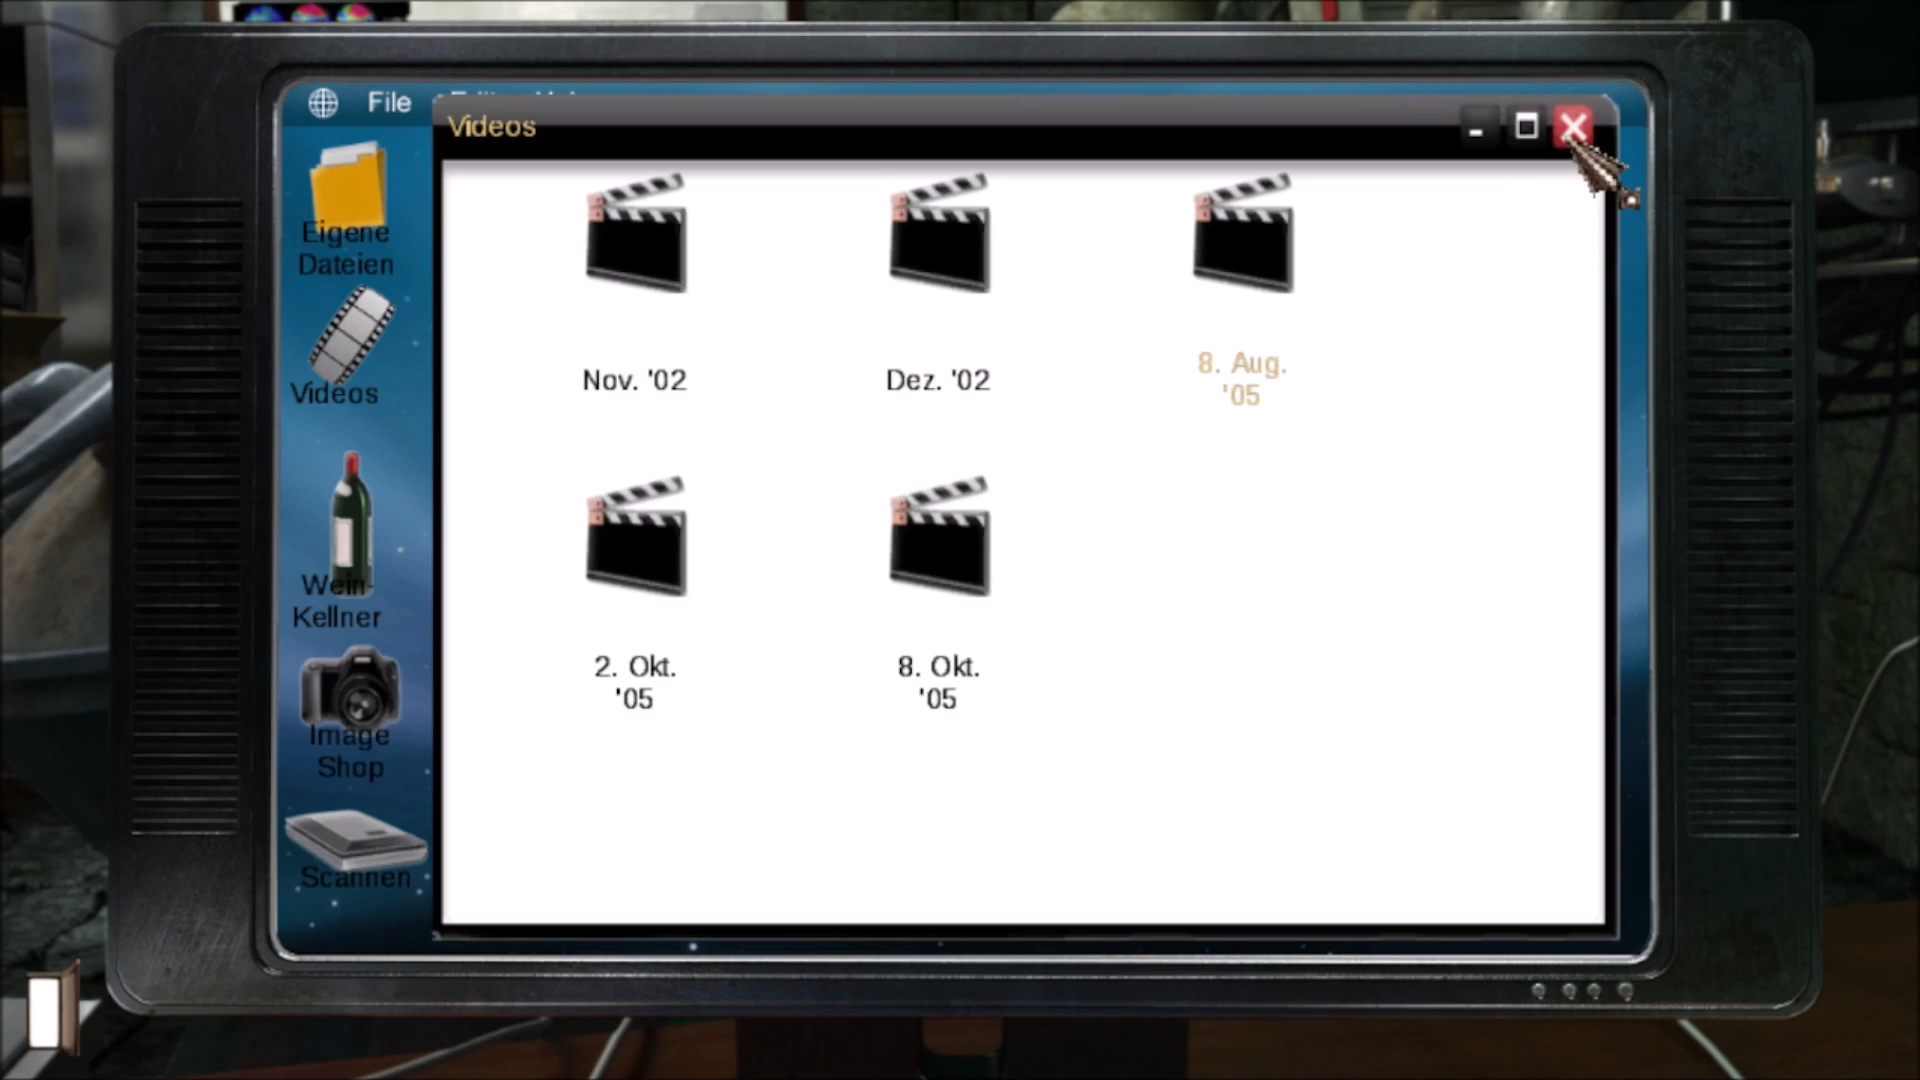 File
Videos
Eigene
Dateien
Videos
Wein-
Kellner
Image
Shop
Scannen
Nov. '02
Dez. '02
8. Aug.
'05
2. Okt.
'05
8. Okt.
'05